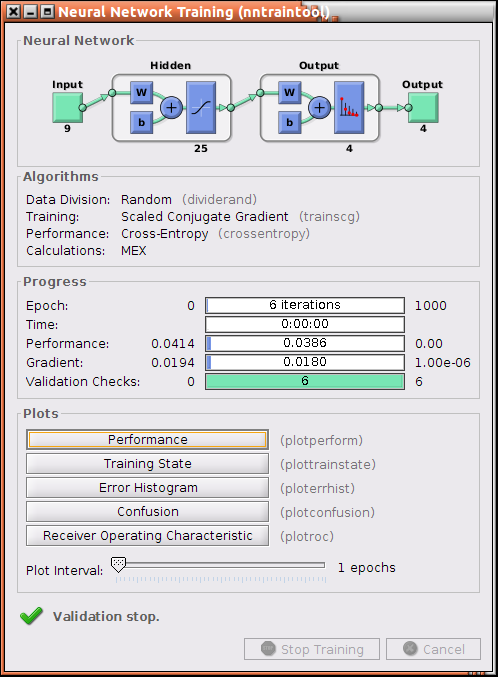 Neural Network Training (nntraintool)
Neural Network
Hidden
Output
Input
W
b
+
W
b
+
Output
9
25
4
4
Algorithms
Data Division: Random (dividerand)
Training: Scaled Conjugate Gradient (trainscg)
Performance: Cross-Entropy (crossentropy)
Calculations: MEX
Progress
Epoch: 0 6 iterations 1000
Time: 0:00:00
Performance: 0.0414 0.0386 0.00
Gradient: 0.0194 0.0180 1.00e-06
Validation Checks: 0 6 6
Plots
Performance (plotperform)
Training State (plottrainstate)
Error Histogram (ploterrhist)
Confusion (plotconfusion)
Receiver Operating Characteristic (plotroc)
Plot Interval: 1 epochs
Validation stop.
Stop Training Cancel